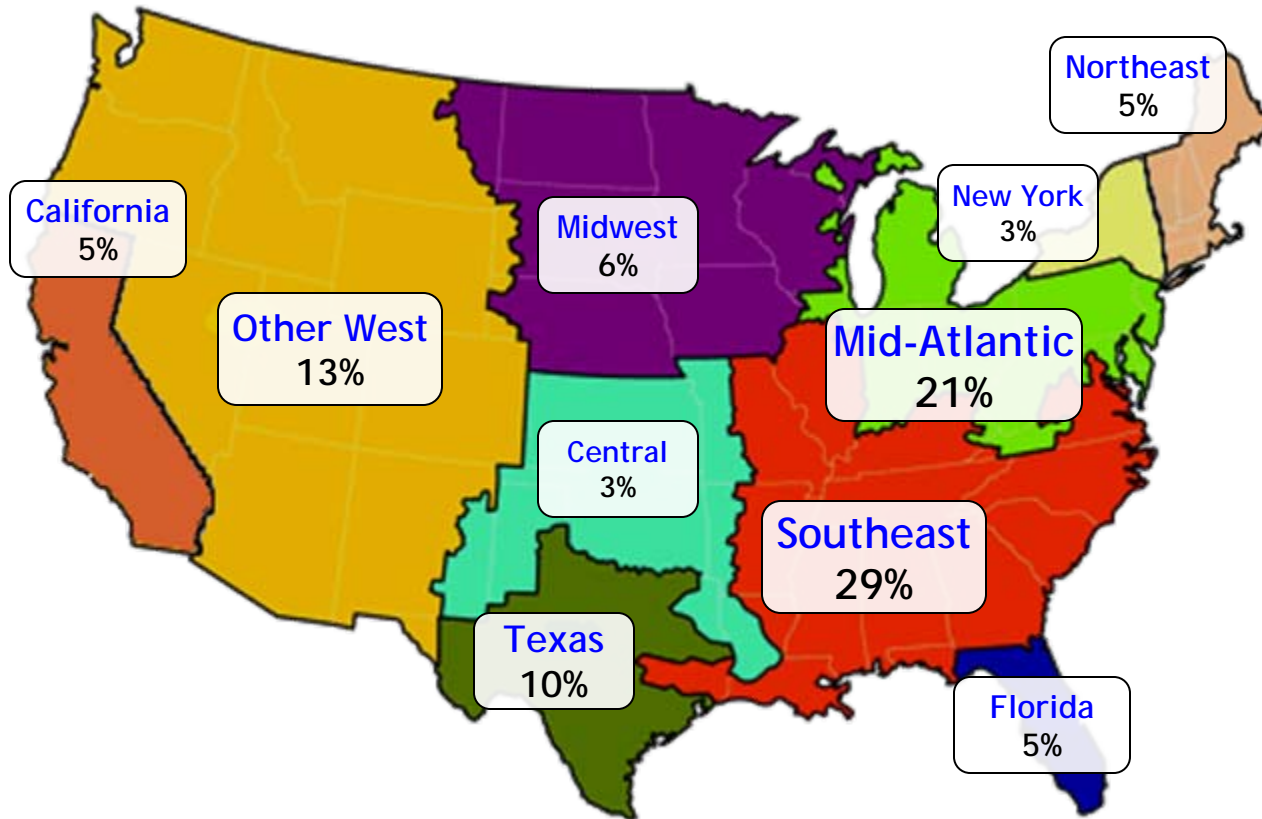 Northeast
5%
New York
3%
California
5%
Midwest
6%
Other West
13%
Mid-Atlantic
21%
Central
3%
Southeast
29%
Texas
10%
Florida
5%